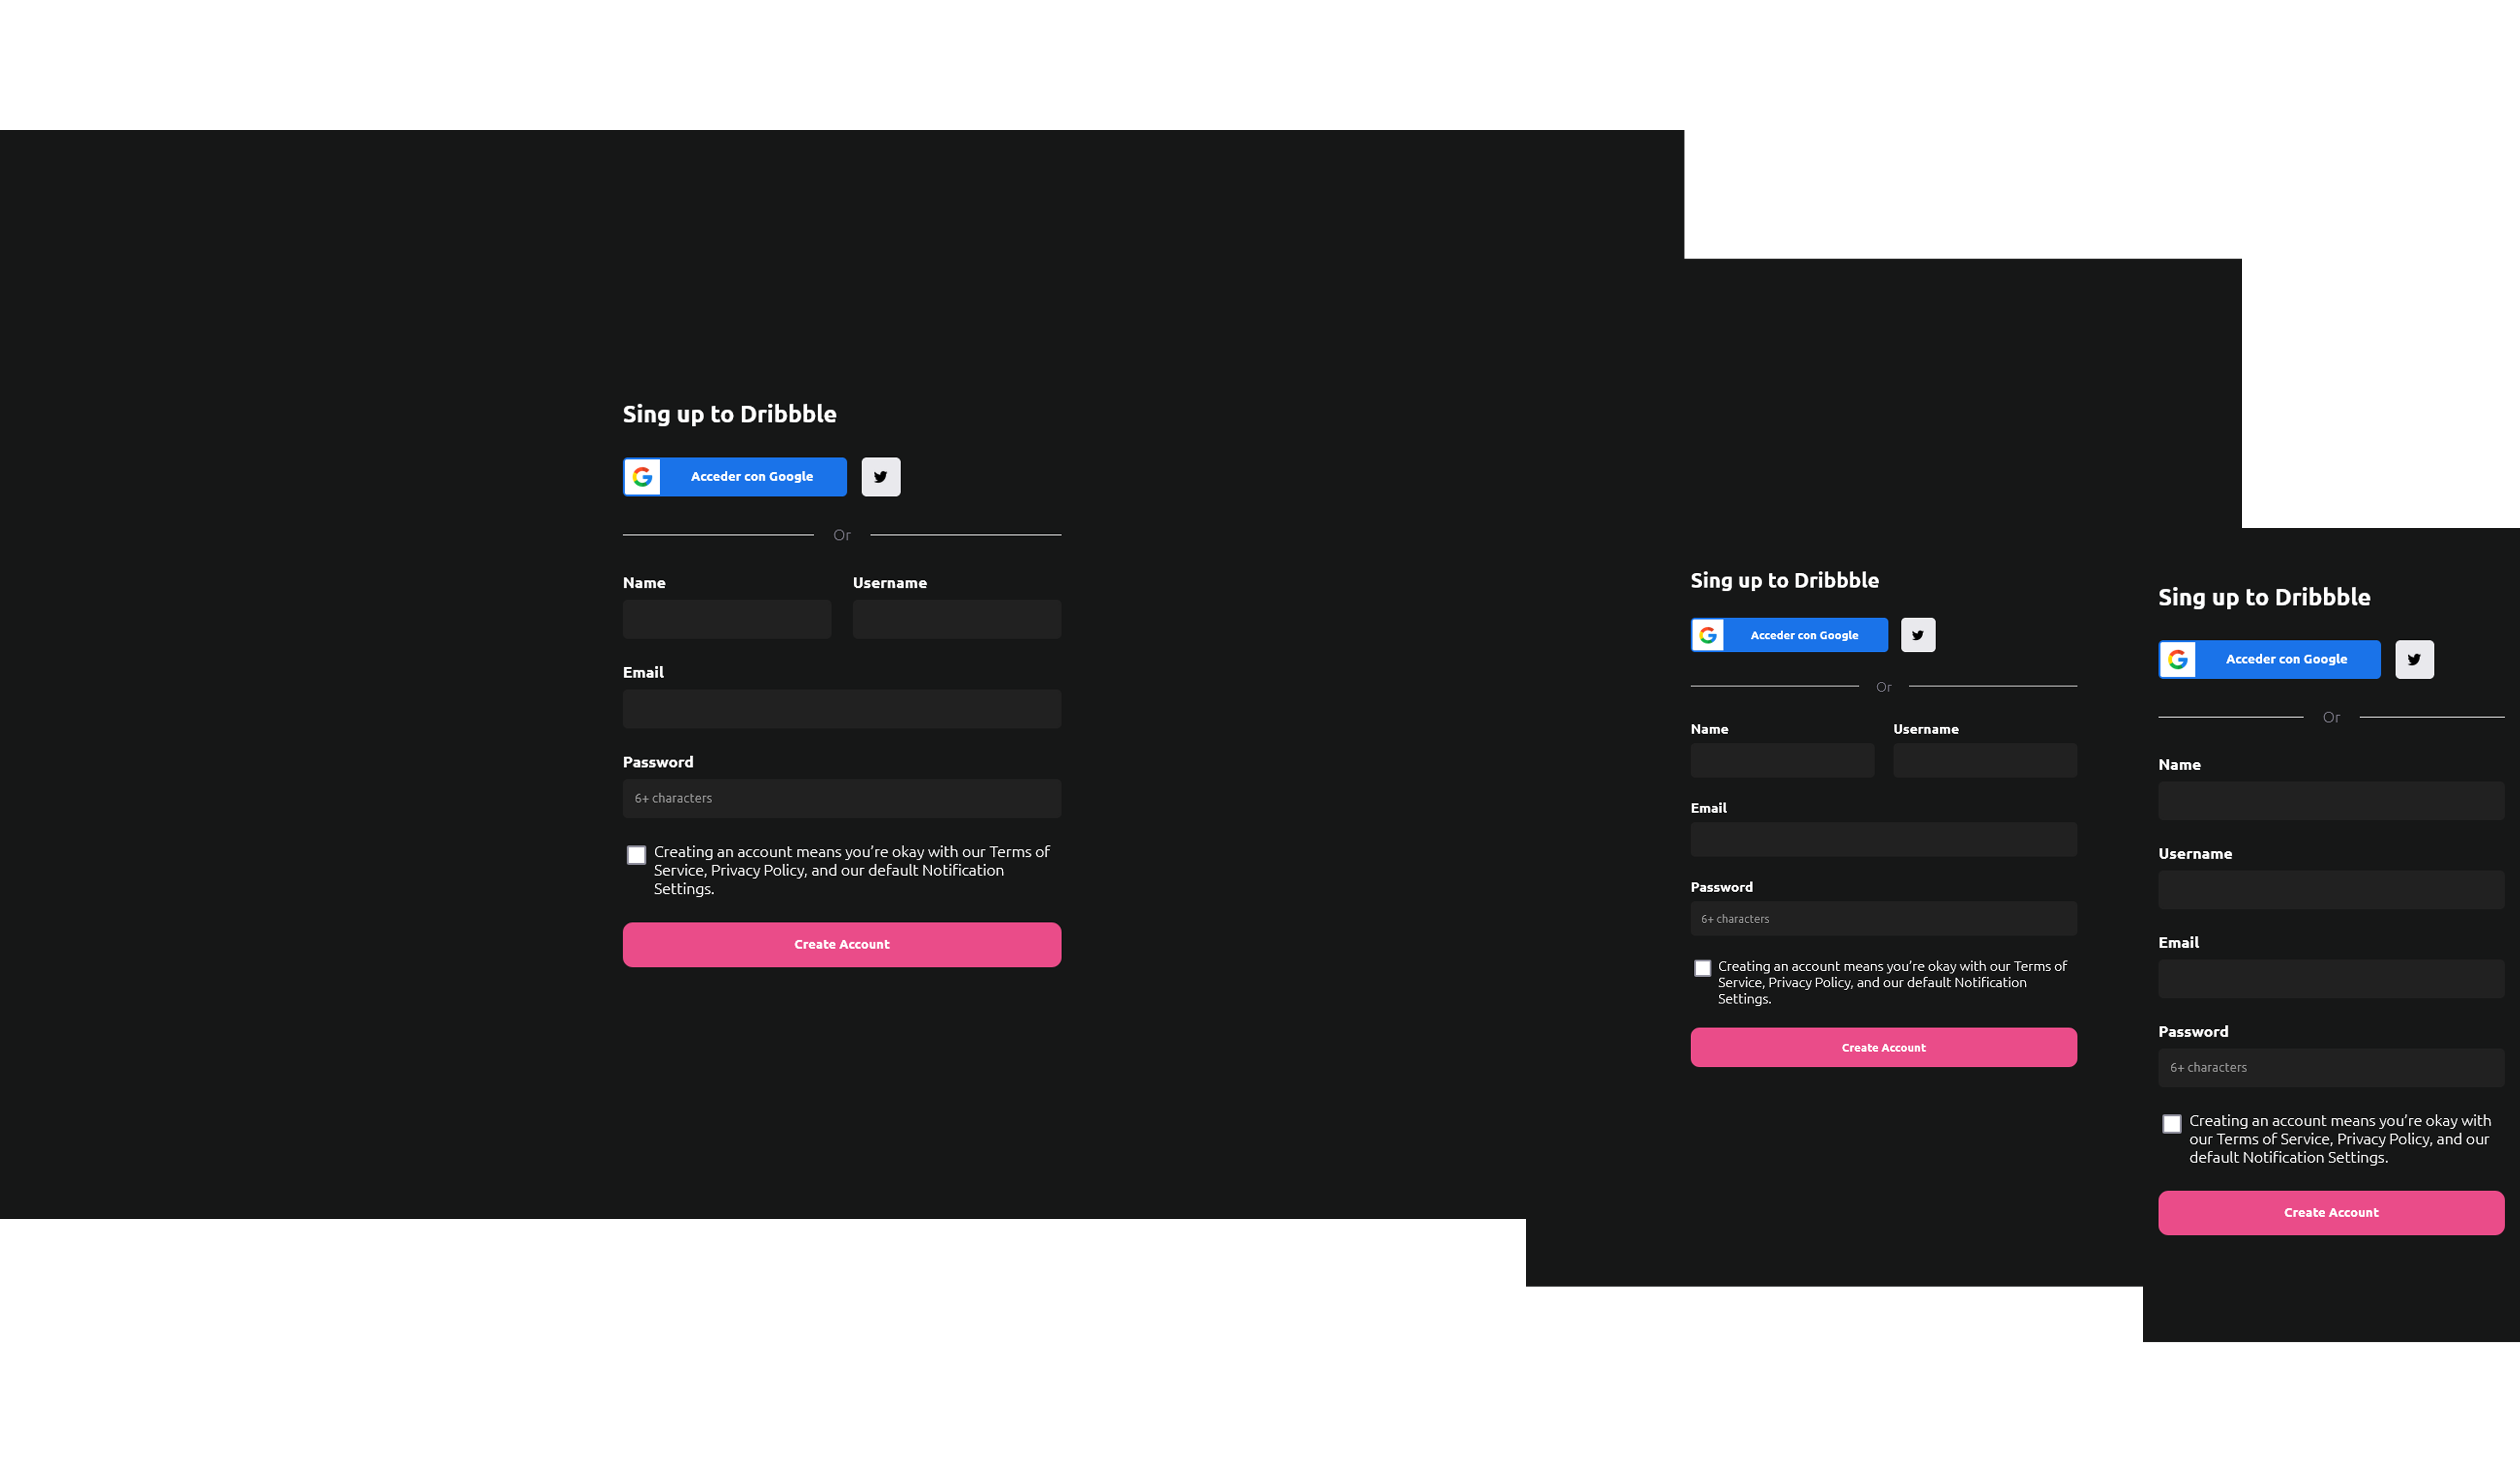 Sing up to Dribbble
Acceder con Google
Or
Name
Username
Email
Password
6+ characters
Creating an account means you’re okay with our Terms of
Service, Privacy Policy, and our default Notification
Settings.
Create Account
Sing up to Dribbble
Acceder con Google
Or
Name
Username
Email
Password
6+ characters
Creating an account means you’re okay with our Terms of
Service, Privacy Policy, and our default Notification
Settings.
Create Account
Sing up to Dribbble
Acceder con Google
Or
Name
Username
Email
Password
6+ characters
Creating an account means you’re okay with
our Terms of Service, Privacy Policy, and our
default Notification Settings.
Create Account